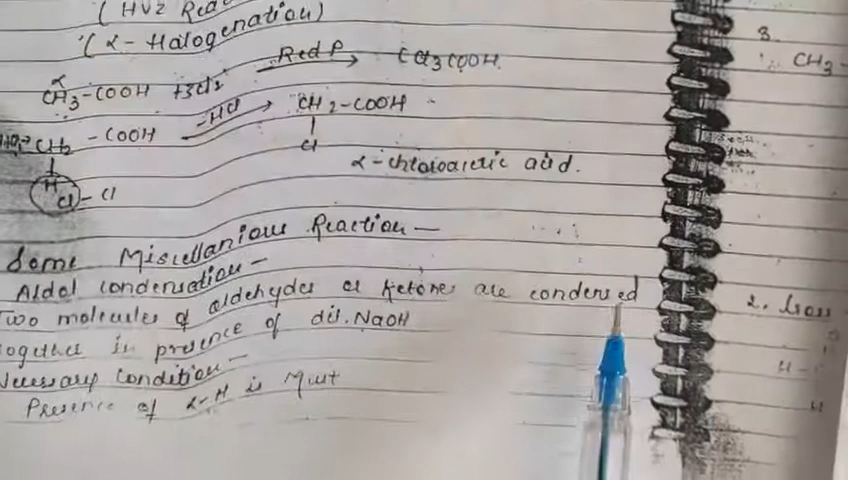 (HVZ Rea
(α- Halogenation)
Red P
α
CH3-COOH +3Cl2 → CCl3COOH
-HCl
CH2-COOH → CH2-COOH
Cl
H
Cl - Cl
α-chloroacetic acid.
Some Miscellanious Reaction—
Aldol condensation—
Two molecules of aldehydes or ketones are condensed
together in presence of dil. NaOH
Necessary condition—
Presence of α-H is Must
3.
CH3-
2.
H-
H